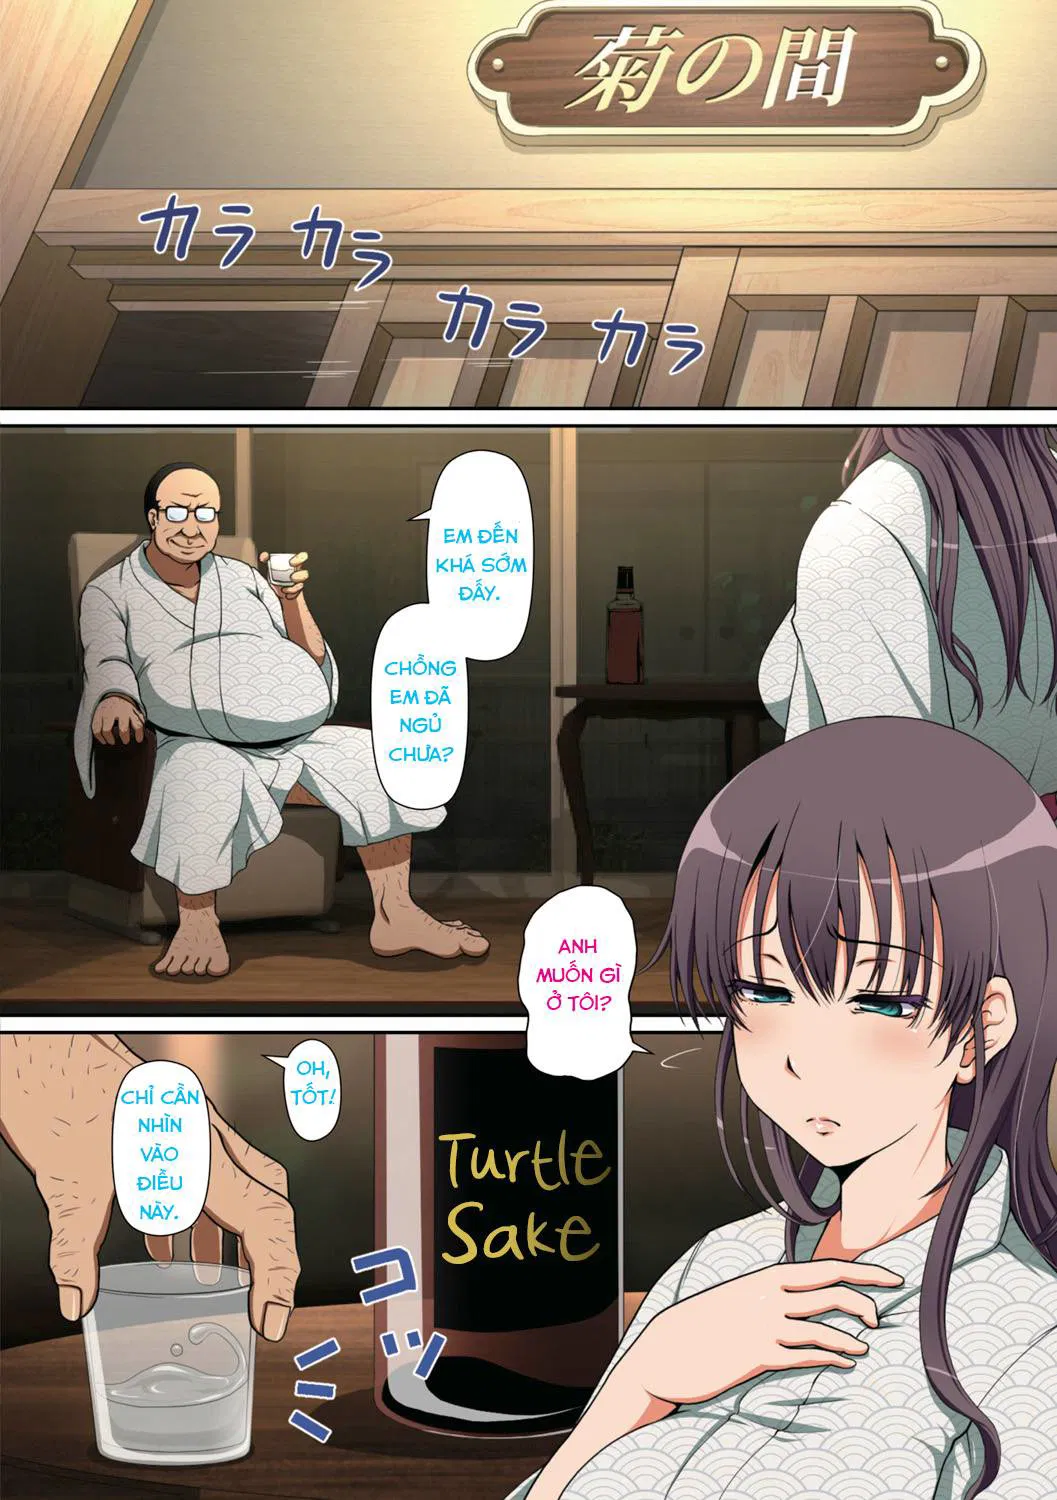 菊の間
カラカラ
カラカラ
EM ĐẾN
KHÁ SỚM
ĐẤY.
CHỒNG
EM ĐÃ
NGỦ
CHƯA?
ANH
MUỐN GÌ
Ở TÔI?
OH,
TỐT!
CHỈ CẦN
NHÌN
VÀO
ĐIỀU
NÀY.
Turtle
Sake
コッ